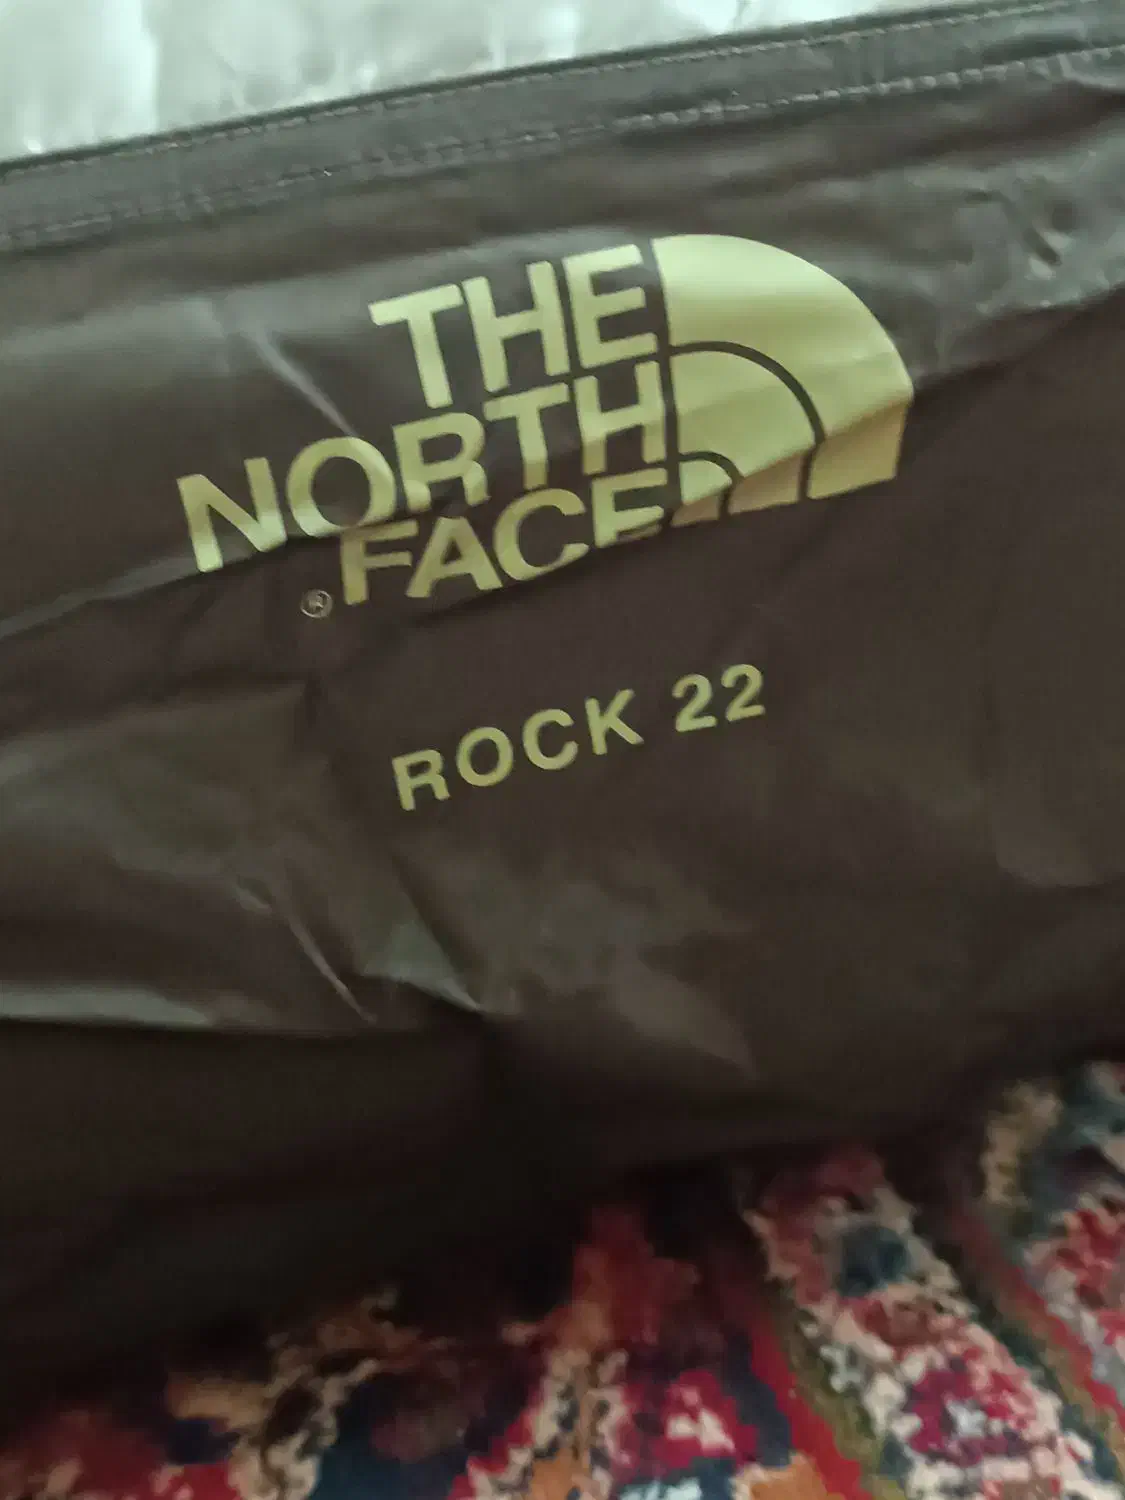 THE
NORTH
FACE
®
ROCK 22